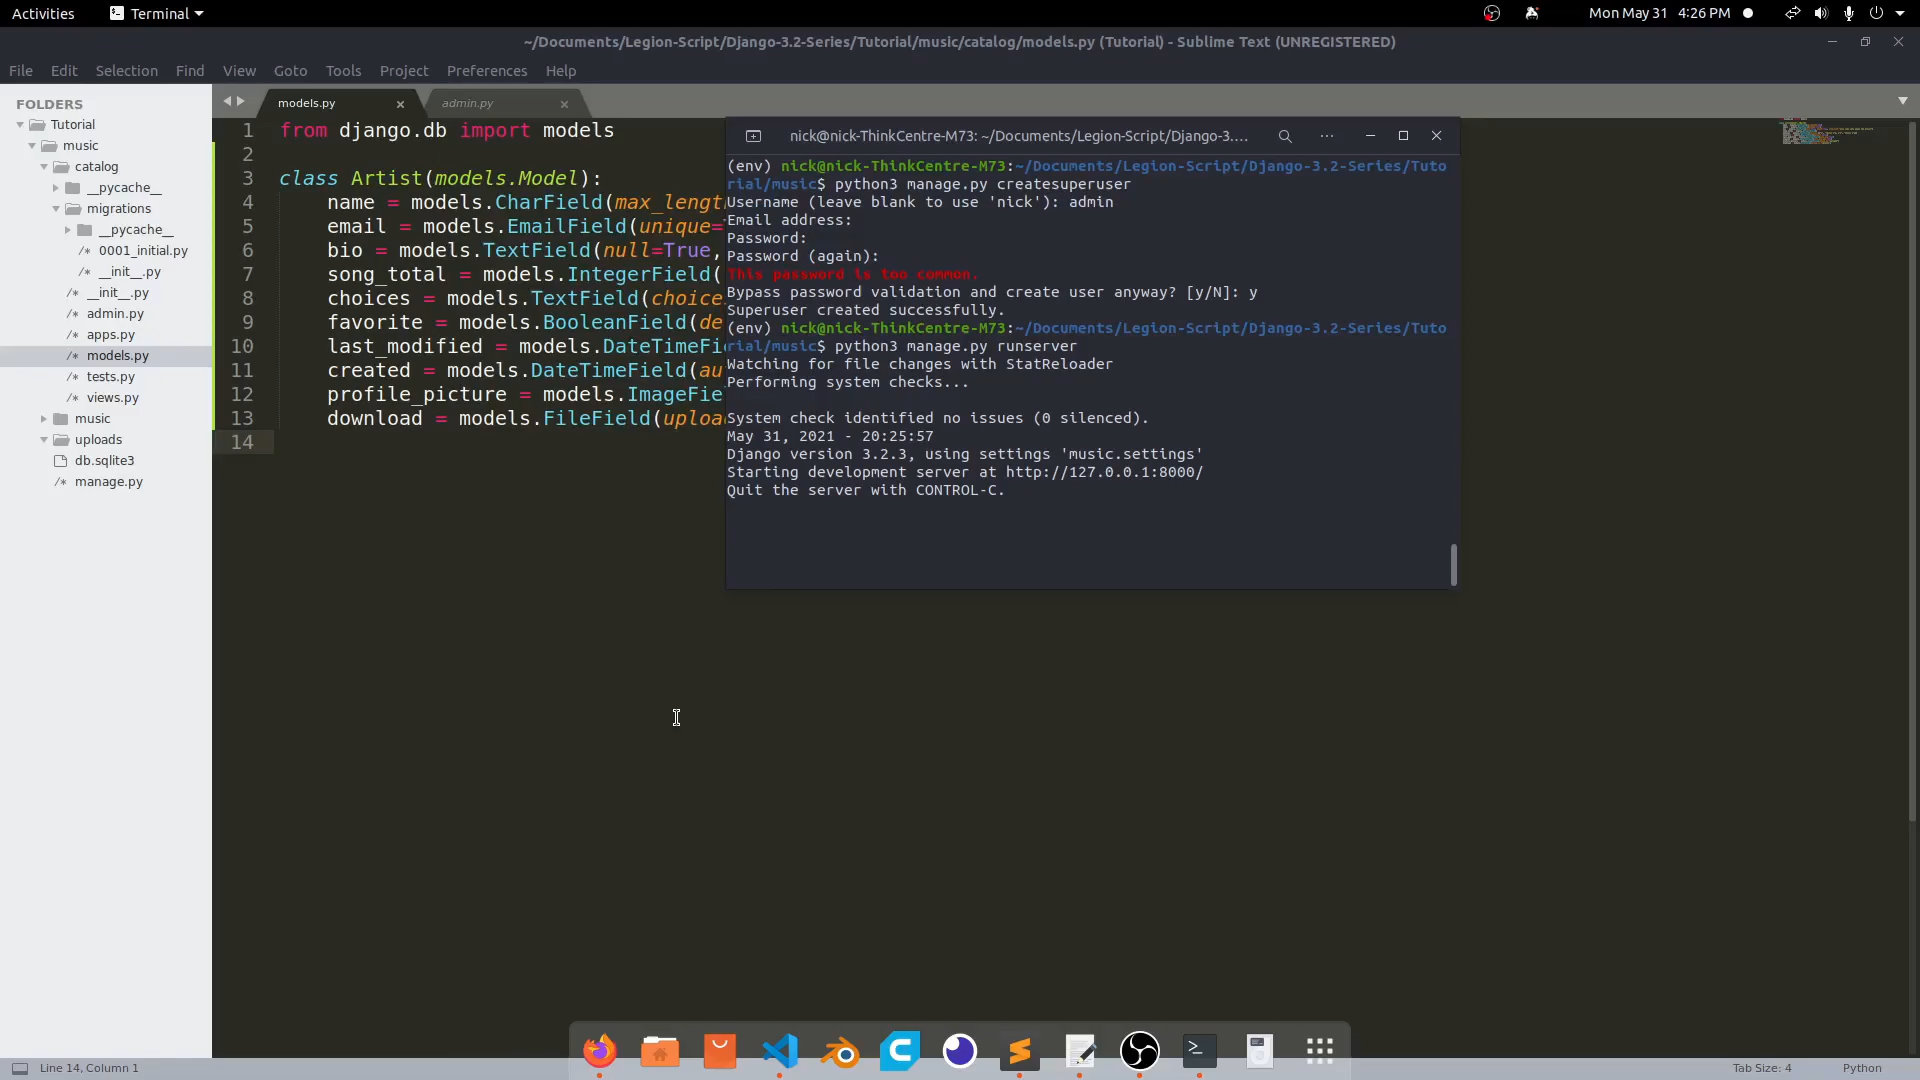 Activities
Terminal
Mon May 31 4:26 PM
~/Documents/Legion-Script/Django-3.2-Series/Tutorial/music/catalog/models.py (Tutorial) - Sublime Text (UNREGISTERED)
File Edit Selection Find View Goto Tools Project Preferences Help
FOLDERS
Tutorial
music
catalog
__pycache__
migrations
__pycache__
/* 0001_initial.py
/* __init__.py
/* __init__.py
/* admin.py
/* apps.py
/* models.py
/* tests.py
/* views.py
music
uploads
db.sqlite3
/* manage.py
models.py
admin.py
1 from django.db import models
2
3 class Artist(models.Model):
4 name = models.CharField(max_lengt
5 email = models.EmailField(unique=
6 bio = models.TextField(null=True,
7 song_total = models.IntegerField(
8 choices = models.TextField(choice
9 favorite = models.BooleanField(de
10 last_modified = models.DateTimeFi
11 created = models.DateTimeField(au
12 profile_picture = models.ImageFie
13 download = models.FileField(uploa
14
nick@nick-ThinkCentre-M73: ~/Documents/Legion-Script/Django-3....
(env) nick@nick-ThinkCentre-M73:~/Documents/Legion-Script/Django-3.2-Series/Tuto
rial/music$ python3 manage.py createsuperuser
Username (leave blank to use 'nick'): admin
Email address:
Password:
Password (again):
This password is too common.
Bypass password validation and create user anyway? [y/N]: y
Superuser created successfully.
(env) nick@nick-ThinkCentre-M73:~/Documents/Legion-Script/Django-3.2-Series/Tuto
rial/music$ python3 manage.py runserver
Watching for file changes with StatReloader
Performing system checks...
System check identified no issues (0 silenced).
May 31, 2021 - 20:25:57
Django version 3.2.3, using settings 'music.settings'
Starting development server at http://127.0.0.1:8000/
Quit the server with CONTROL-C.
Line 14, Column 1
Tab Size: 4
Python